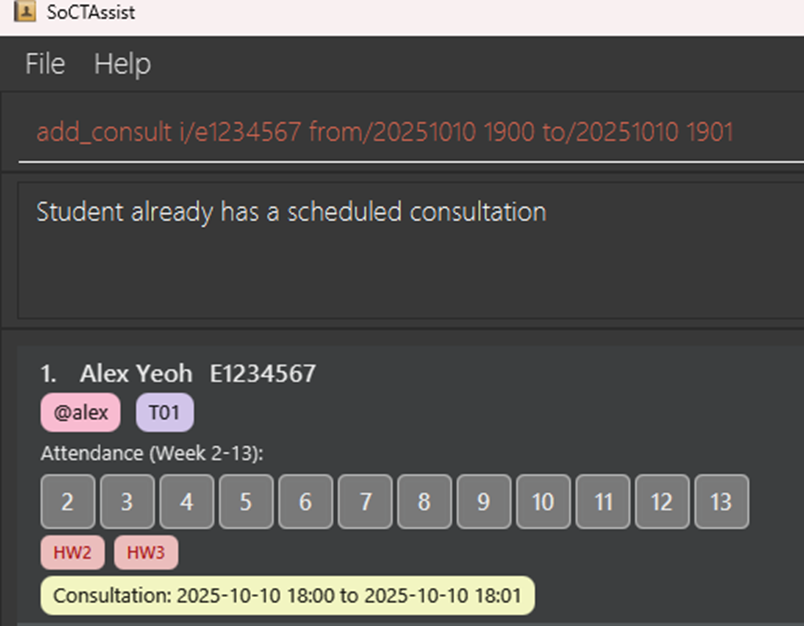 SoCTAssist
File Help
add_consult i/e1234567 from/20251010 1900 to/20251010 1901
Student already has a scheduled consultation
1. Alex Yeoh E1234567
@alex T01
Attendance (Week 2-13):
2 3 4 5 6 7 8 9 10 11 12 13
HW2 HW3
Consultation: 2025-10-10 18:00 to 2025-10-10 18:01